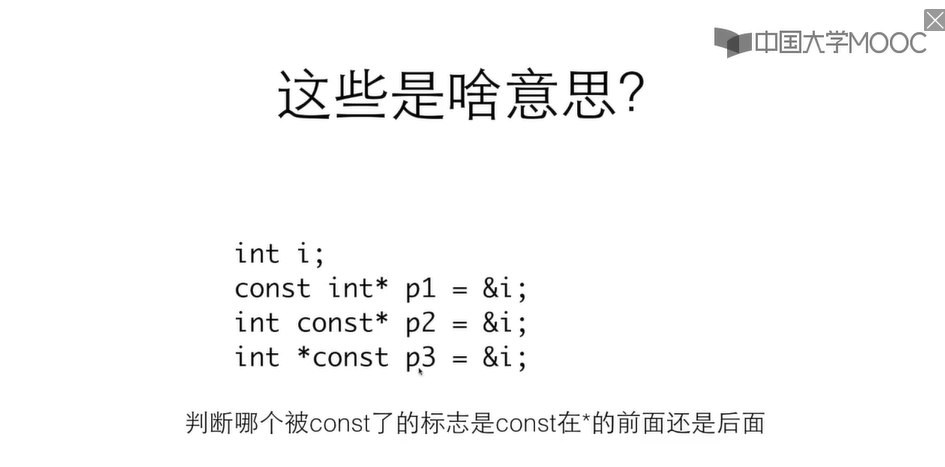 中国大学MOOC
这些是啥意思?
int i;
const int* p1 = &i;
int const* p2 = &i;
int *const p3 = &i;
判断哪个被const了的标志是const在*的前面还是后面